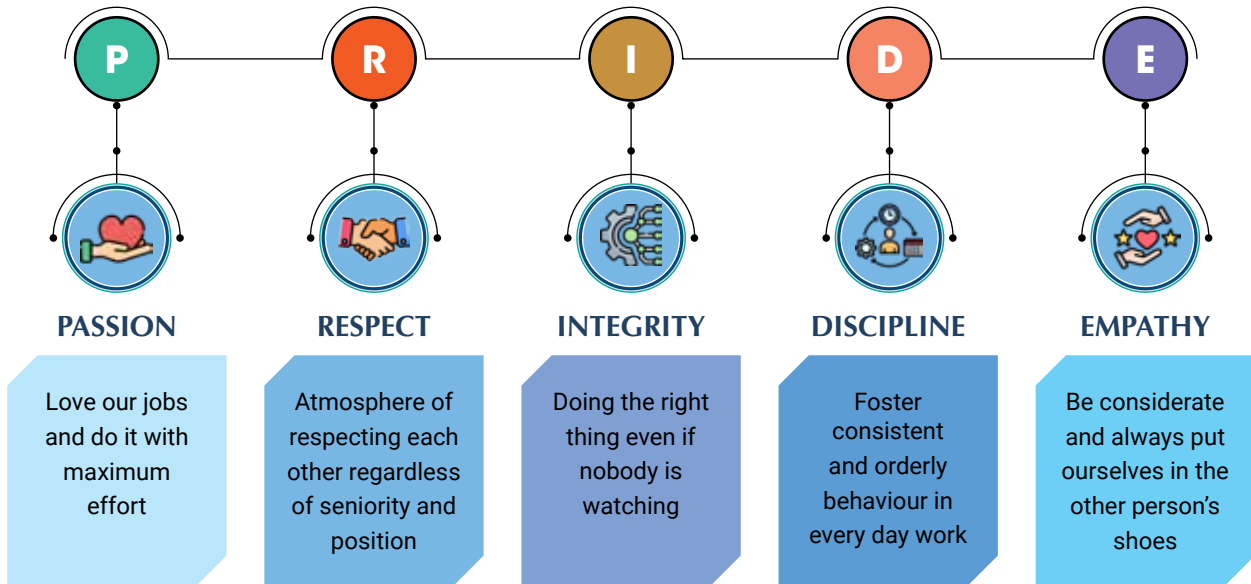 P
R
I
D
E
PASSION
Love our jobs
and do it with
maximum
effort
RESPECT
Atmosphere of
respecting each
other regardless
of seniority and
position
INTEGRITY
Doing the right
thing even if
nobody is
watching
DISCIPLINE
Foster
consistent
and orderly
behaviour in
every day work
EMPATHY
Be considerate
and always put
ourselves in the
other person’s
shoes